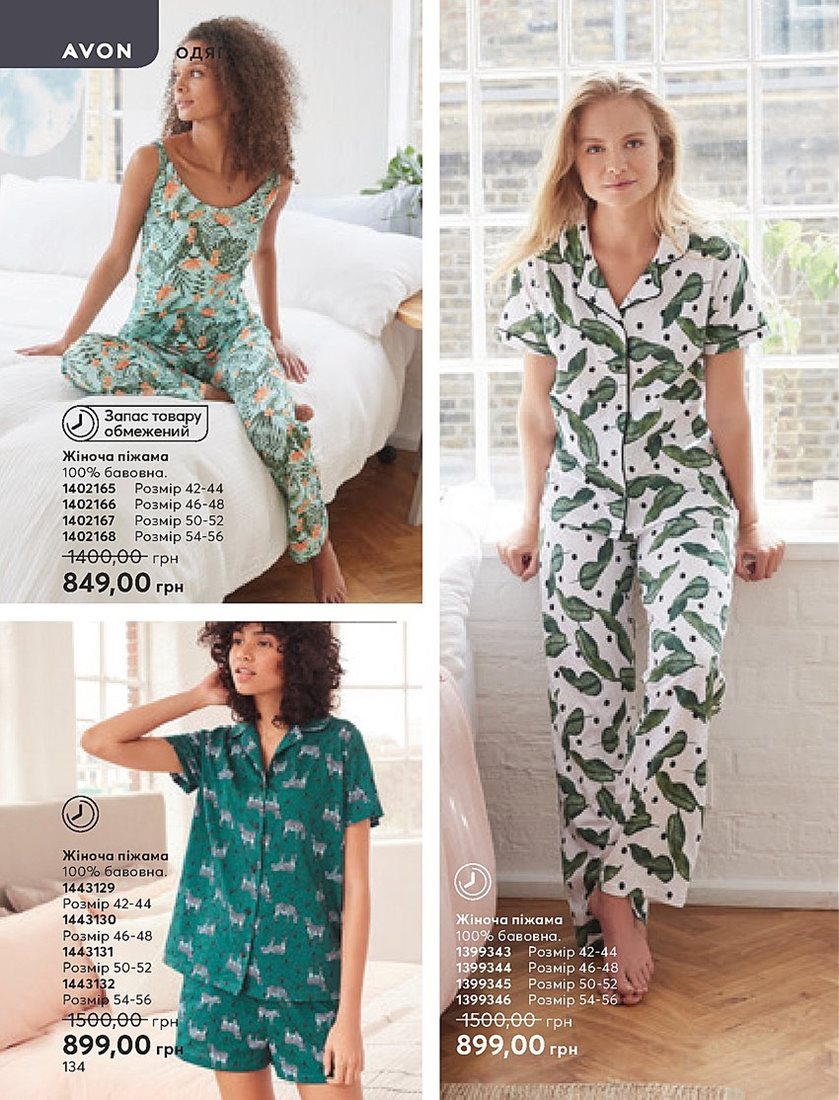 AVON
ОДЯГ
Запас товару
обмежений
Жіноча піжама
100% бавовна.
1402165 Розмір 42-44
1402166 Розмір 46-48
1402167 Розмір 50-52
1402168 Розмір 54-56
1400,00 грн
849,00 грн
Жіноча піжама
100% бавовна.
1443129
Розмір 42-44
1443130
Розмір 46-48
1443131
Розмір 50-52
1443132
Розмір 54-56
1500,00 грн
899,00 грн
134
Жіноча піжама
100% бавовна.
1399343 Розмір 42-44
1399344 Розмір 46-48
1399345 Розмір 50-52
1399346 Розмір 54-56
1500,00 грн
899,00 грн